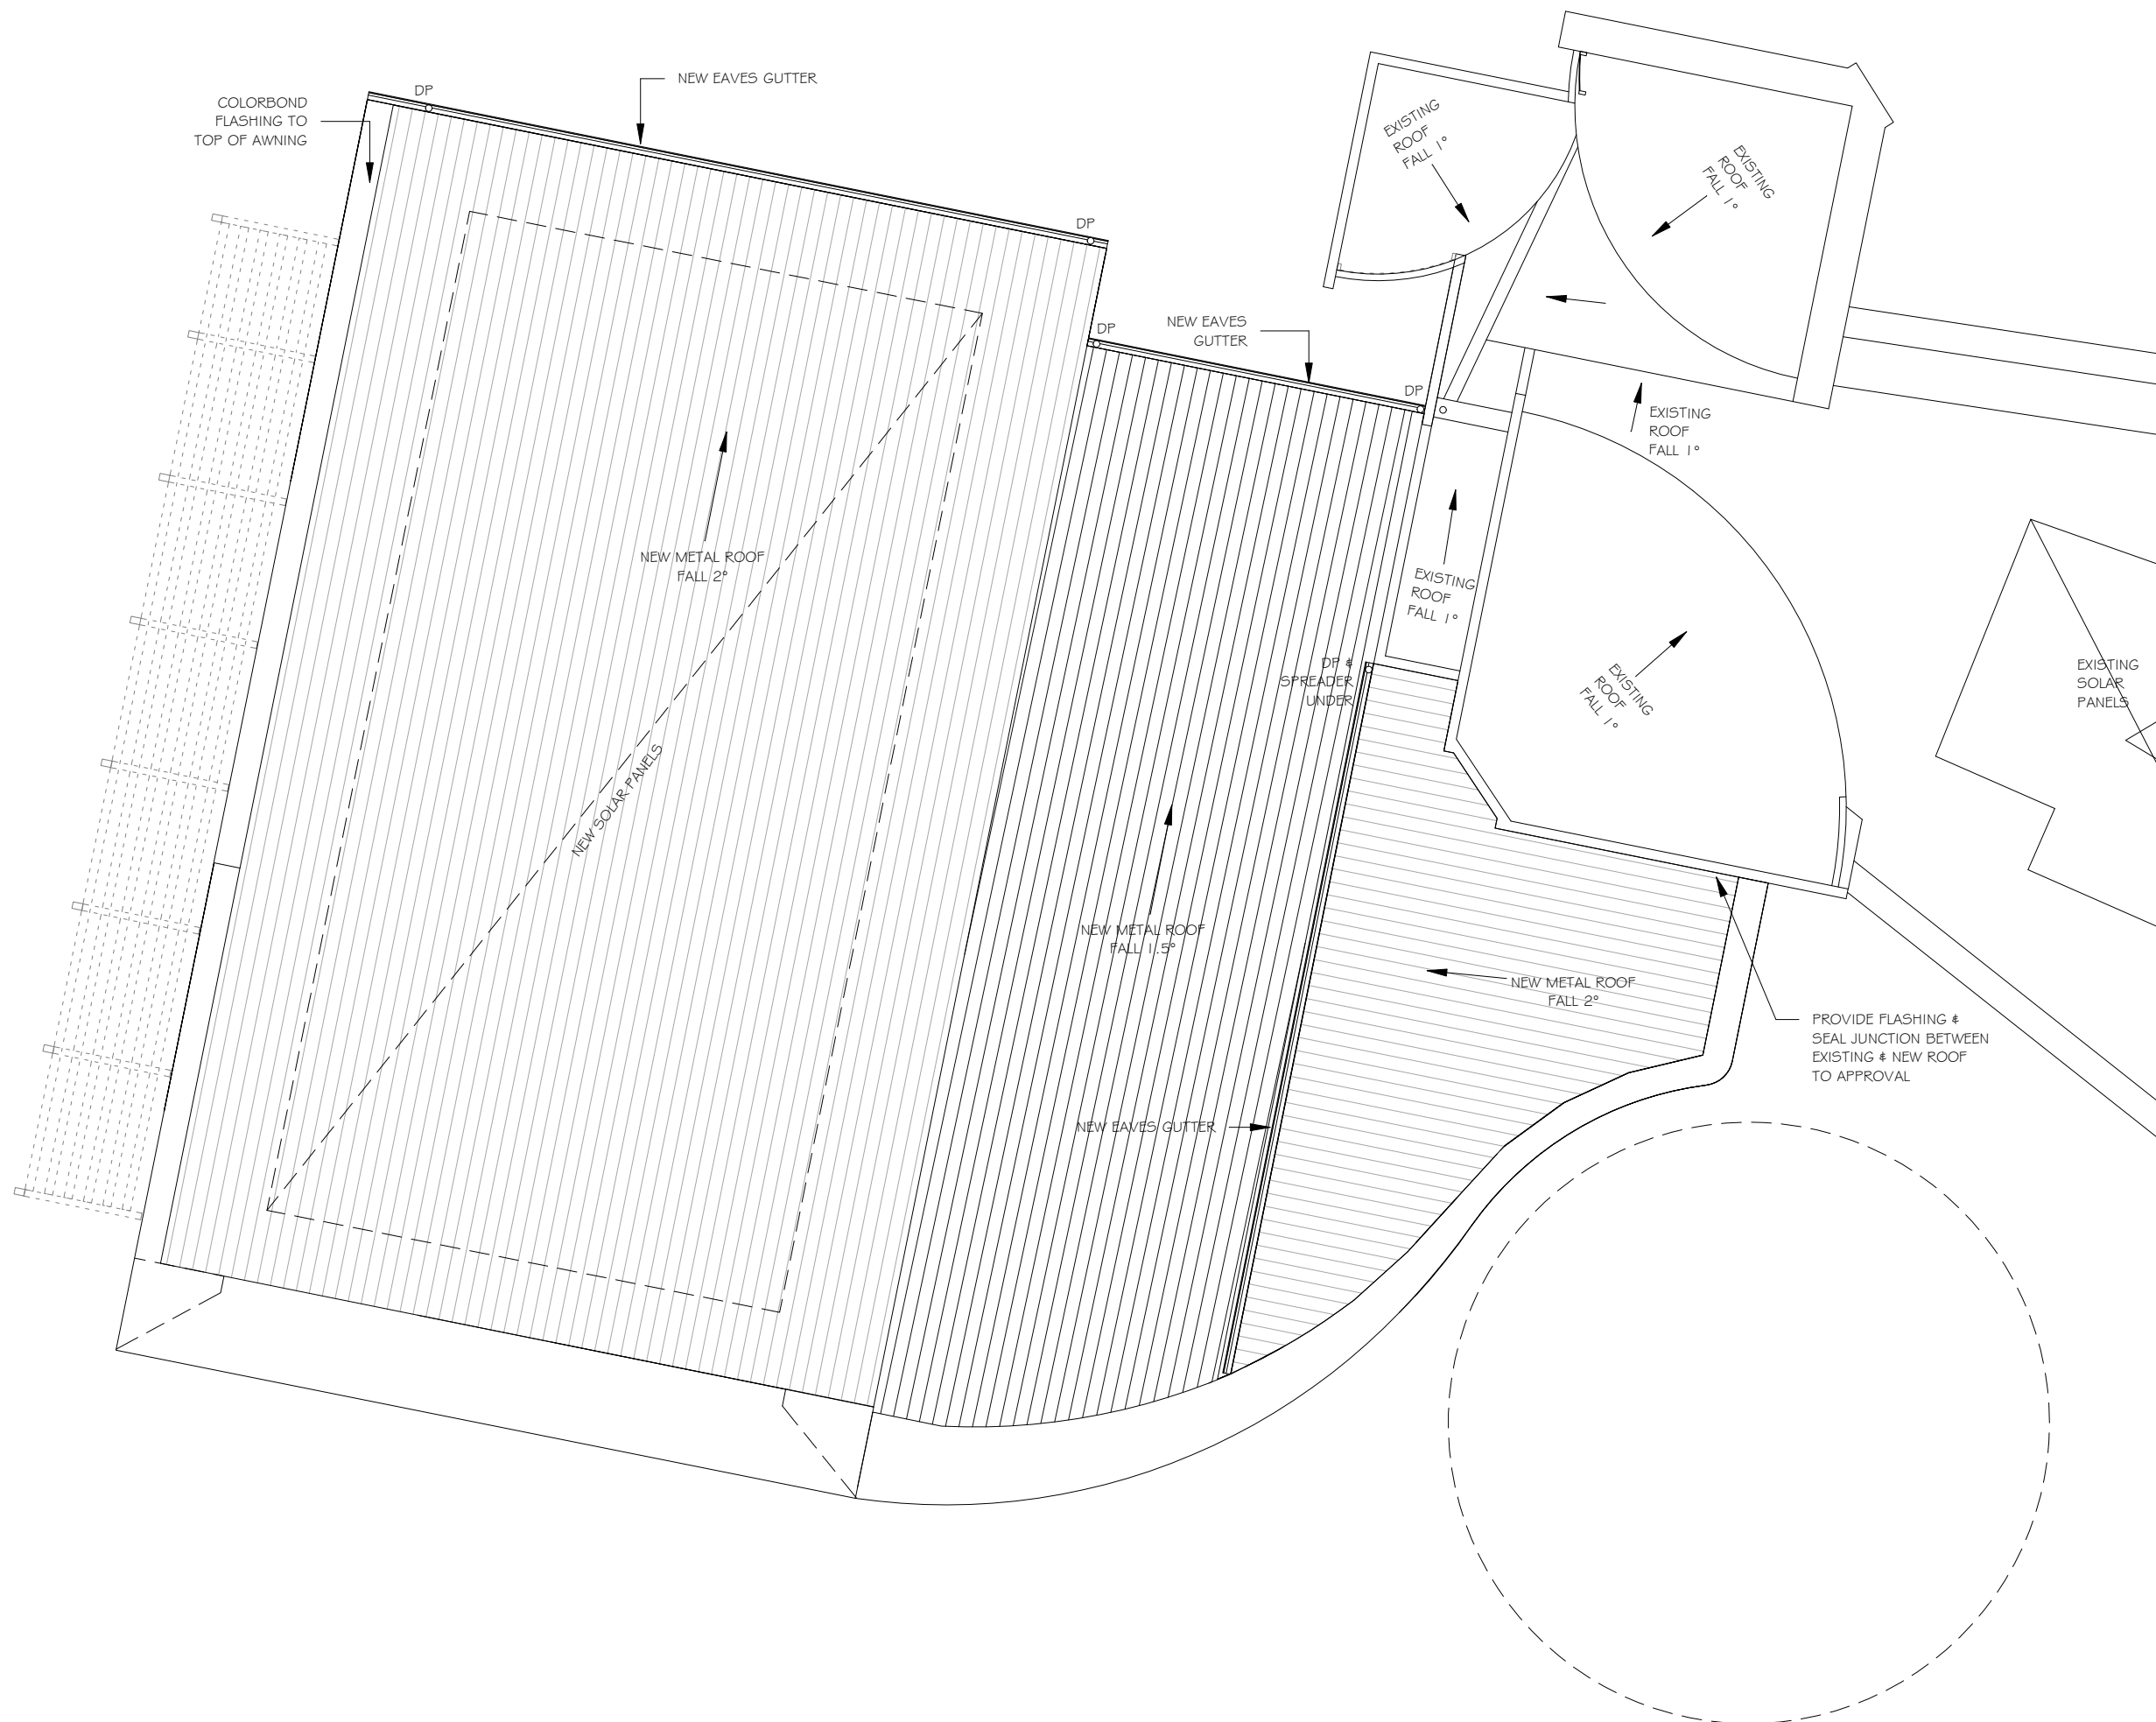 COLORBOND
FLASHING TO
TOP OF AWNING
DP
NEW EAVES GUTTER
DP
DP
NEW EAVES
GUTTER
DP
EXISTING
ROOF
FALL 1°
EXISTING
ROOF
FALL 1°
EXISTING
ROOF
FALL 1°
NEW METAL ROOF
FALL 2°
EXISTING
ROOF
FALL 1°
DP &
SPREADER
UNDER
EXISTING
ROOF
FALL 1°
EXISTING
SOLAR
PANELS
NEW SOLAR PANELS
NEW METAL ROOF
FALL 1.5°
NEW METAL ROOF
FALL 2°
PROVIDE FLASHING &
SEAL JUNCTION BETWEEN
EXISTING & NEW ROOF
TO APPROVAL
NEW EAVES GUTTER